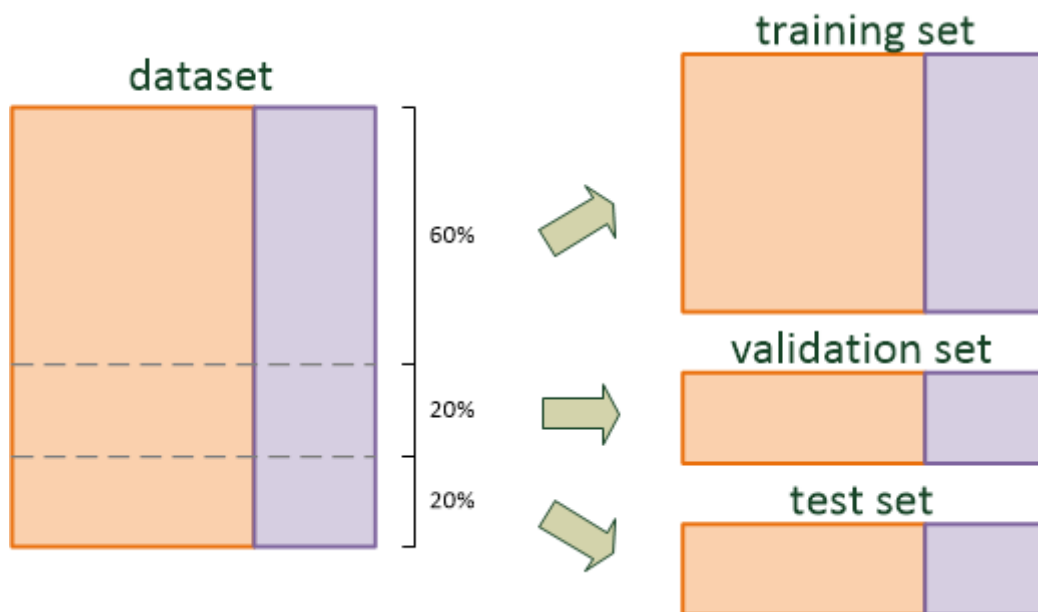 dataset
60%
20%
20%
training set
validation set
test set